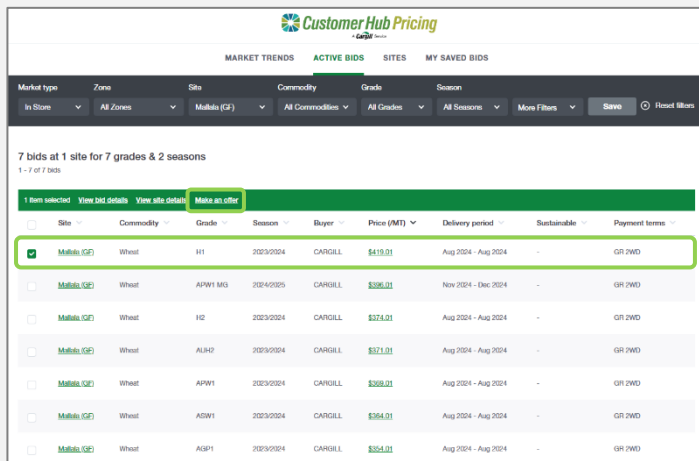 Customer Hub Pricing
A Cargill Service
MARKET TRENDS ACTIVE BIDS SITES MY SAVED BIDS
Market type Zone Site Commodity Grade Season
In Store All Zones Mallala (GF) All Commodities All Grades All Seasons More Filters Save Reset filters
7 bids at 1 site for 7 grades & 2 seasons
1 - 7 of 7 bids
1 item selected View bid details View site details Make an offer
Site Commodity Grade Season Buyer Price (/MT) Delivery period Sustainable Payment terms
Mallala (GF) Wheat H1 2023/2024 CARGILL $419.01 Aug 2024 - Aug 2024 - GR 2WD
Mallala (GF) Wheat APW1 MG 2024/2025 CARGILL $396.01 Nov 2024 - Dec 2024 - GR 2WD
Mallala (GF) Wheat H2 2023/2024 CARGILL $374.01 Aug 2024 - Aug 2024 - GR 2WD
Mallala (GF) Wheat AUH2 2023/2024 CARGILL $371.01 Aug 2024 - Aug 2024 - GR 2WD
Mallala (GF) Wheat APW1 2023/2024 CARGILL $369.01 Aug 2024 - Aug 2024 - GR 2WD
Mallala (GF) Wheat ASW1 2023/2024 CARGILL $364.01 Aug 2024 - Aug 2024 - GR 2WD
Mallala (GF) Wheat AGP1 2023/2024 CARGILL $354.01 Aug 2024 - Aug 2024 - GR 2WD